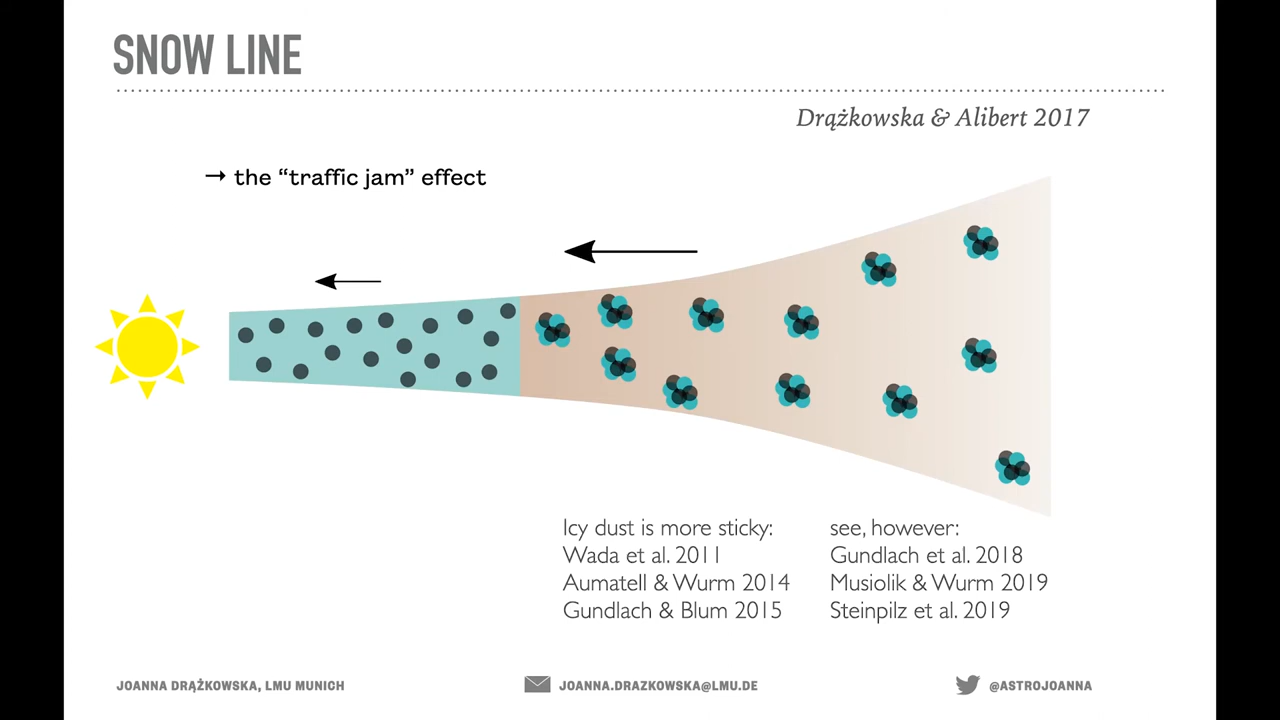 SNOW LINE
Drążkowska & Alibert 2017
→ the “traffic jam” effect
Icy dust is more sticky:
Wada et al. 2011
Aumatell & Wurm 2014
Gundlach & Blum 2015
see, however:
Gundlach et al. 2018
Musiolik & Wurm 2019
Steinpilz et al. 2019
JOANNA DRĄŻKOWSKA, LMU MUNICH
JOANNA.DRAZKOWSKA@LMU.DE
@ASTROJOANNA